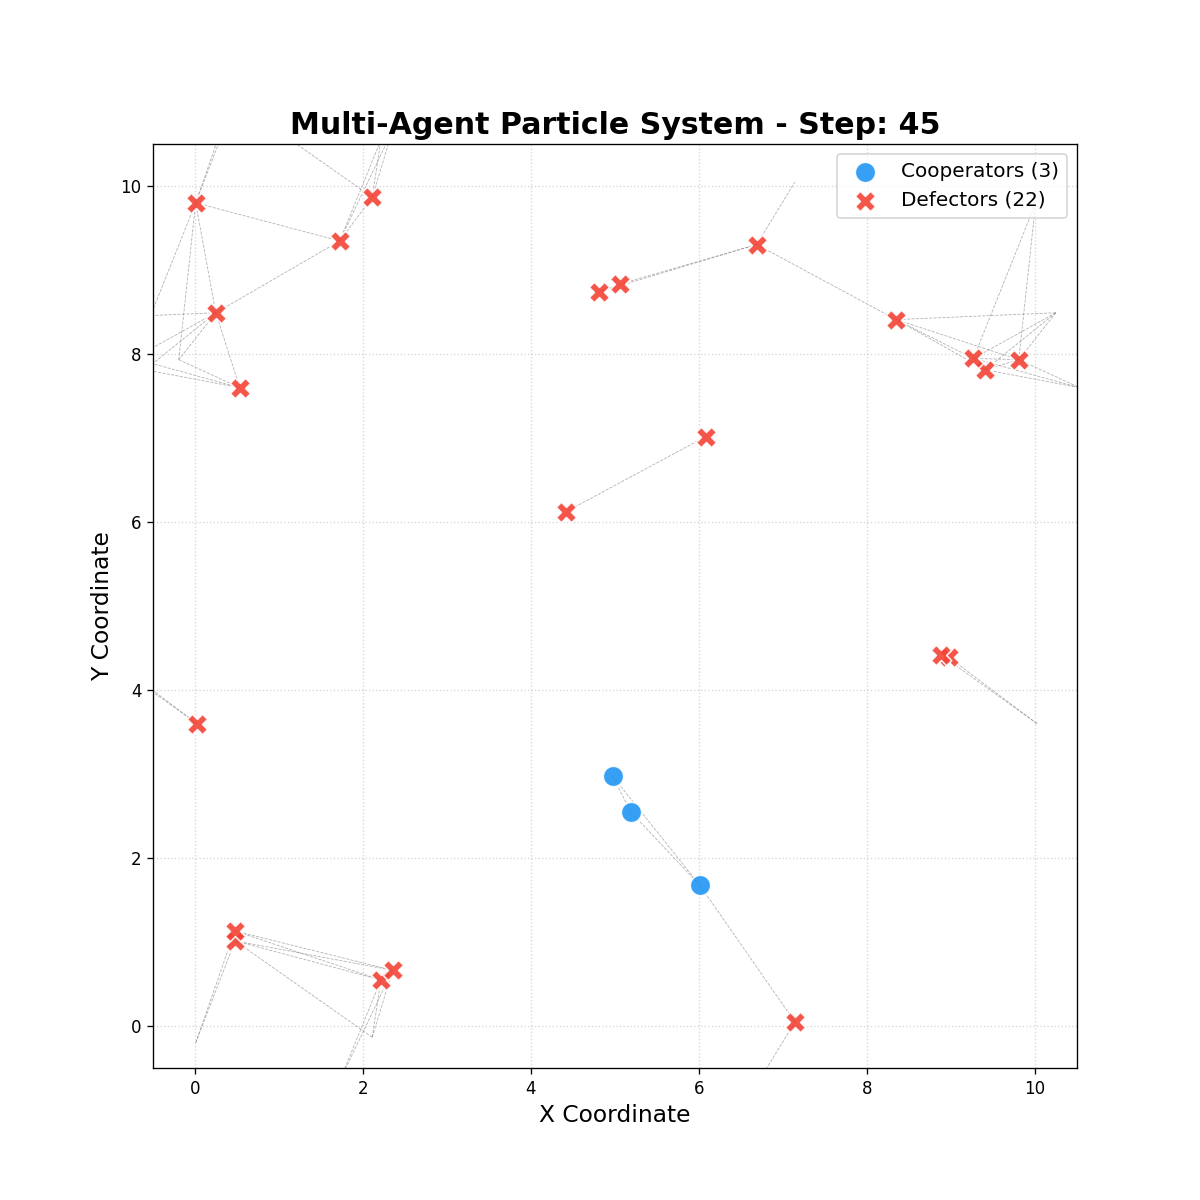 Multi-Agent Particle System - Step: 45
Cooperators (3)
Defectors (22)
10
8
6
4
2
0
Y Coordinate
0 2 4 6 8 10
X Coordinate